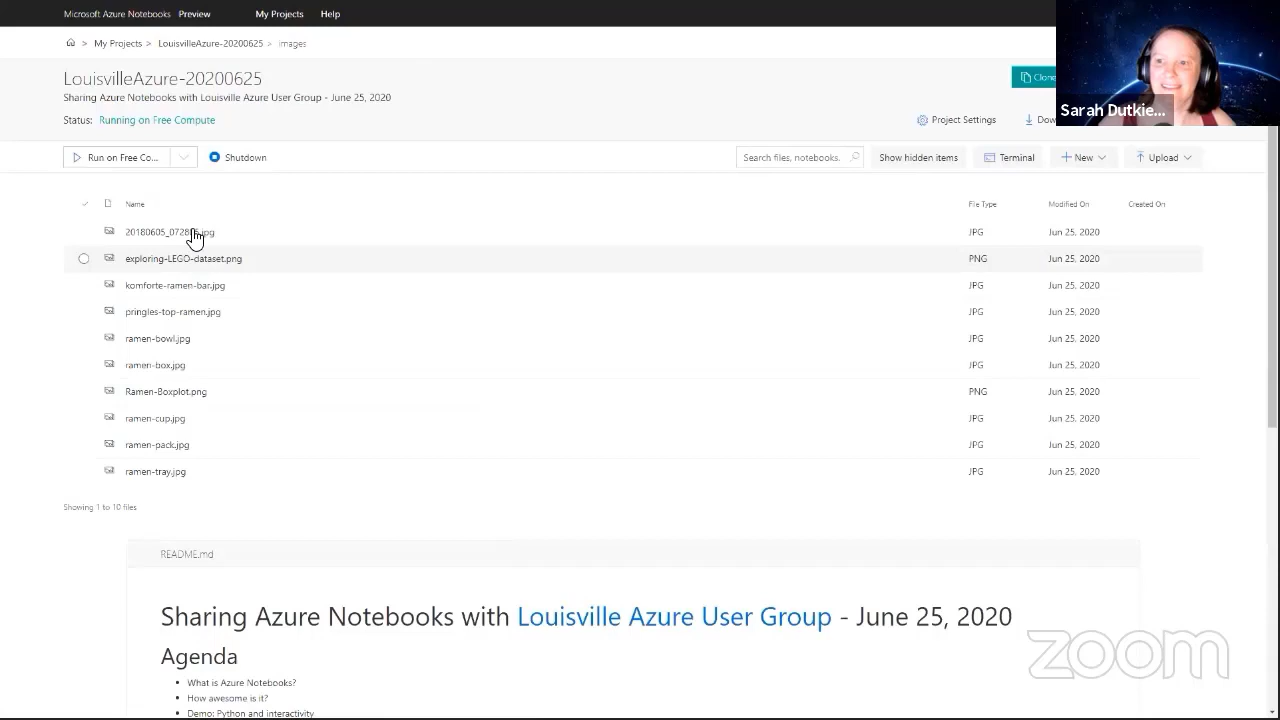 Microsoft Azure Notebooks Preview My Projects Help
> My Projects > LouisvilleAzure-20200625 > Images
LouisvilleAzure-20200625
Clone
Sharing Azure Notebooks with Louisville Azure User Group - June 25, 2020
Sarah Dutkie...
Status: Running on Free Compute Project Settings Dow
Run on Free Co... Shutdown Search files, notebooks. Show hidden items Terminal New Upload
Name File Type Modified On Created On
jpg JPG Jun 25, 2020
exploring-LEGO-dataset.png PNG Jun 25, 2020
komforte-ramen-bar.jpg JPG Jun 25, 2020
pringles-top-ramen.jpg JPG Jun 25, 2020
ramen-bowl.jpg JPG Jun 25, 2020
ramen-box.jpg JPG Jun 25, 2020
Ramen-Boxplot.png PNG Jun 25, 2020
ramen-cup.jpg JPG Jun 25, 2020
ramen-pack.jpg JPG Jun 25, 2020
ramen-tray.jpg JPG Jun 25, 2020
Showing 1 to 10 files
README.md
Sharing Azure Notebooks with Louisville Azure User Group - June 25, 2020
Agenda
• What is Azure Notebooks?
• How awesome is it?
• Demo: Python and interactivity
zoom